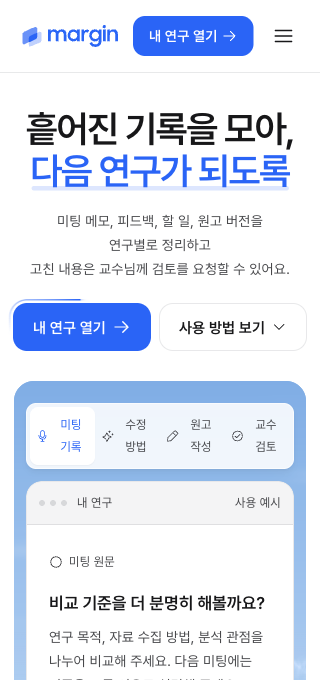 margin
내 연구 열기
흩어진 기록을 모아,
다음 연구가 되도록
미팅 메모, 피드백, 할 일, 원고 버전을
연구별로 정리하고
고친 내용은 교수님께 검토를 요청할 수 있어요.
내 연구 열기
사용 방법 보기
미팅 기록
수정 방법
원고 작성
교수 검토
내 연구
사용 예시
미팅 원문
비교 기준을 더 분명히 해볼까요?
연구 목적, 자료 수집 방법, 분석 관점을
나누어 비교해 주세요. 다음 미팅에는